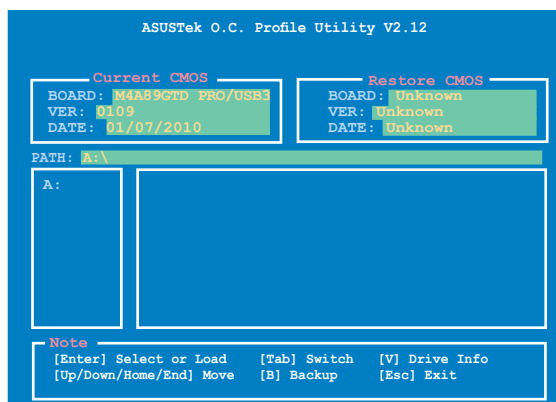 ASUSTek O.C. Profile Utility V2.12
Current CMOS
BOARD: M4A89GTD PRO/USB3
VER: 0109
DATE: 01/07/2010
Restore CMOS
BOARD: Unknown
VER: Unknown
DATE: Unknown
PATH: A:\
A:
Note
[Enter] Select or Load [Tab] Switch [V] Drive Info
[Up/Down/Home/End] Move [B] Backup [Esc] Exit